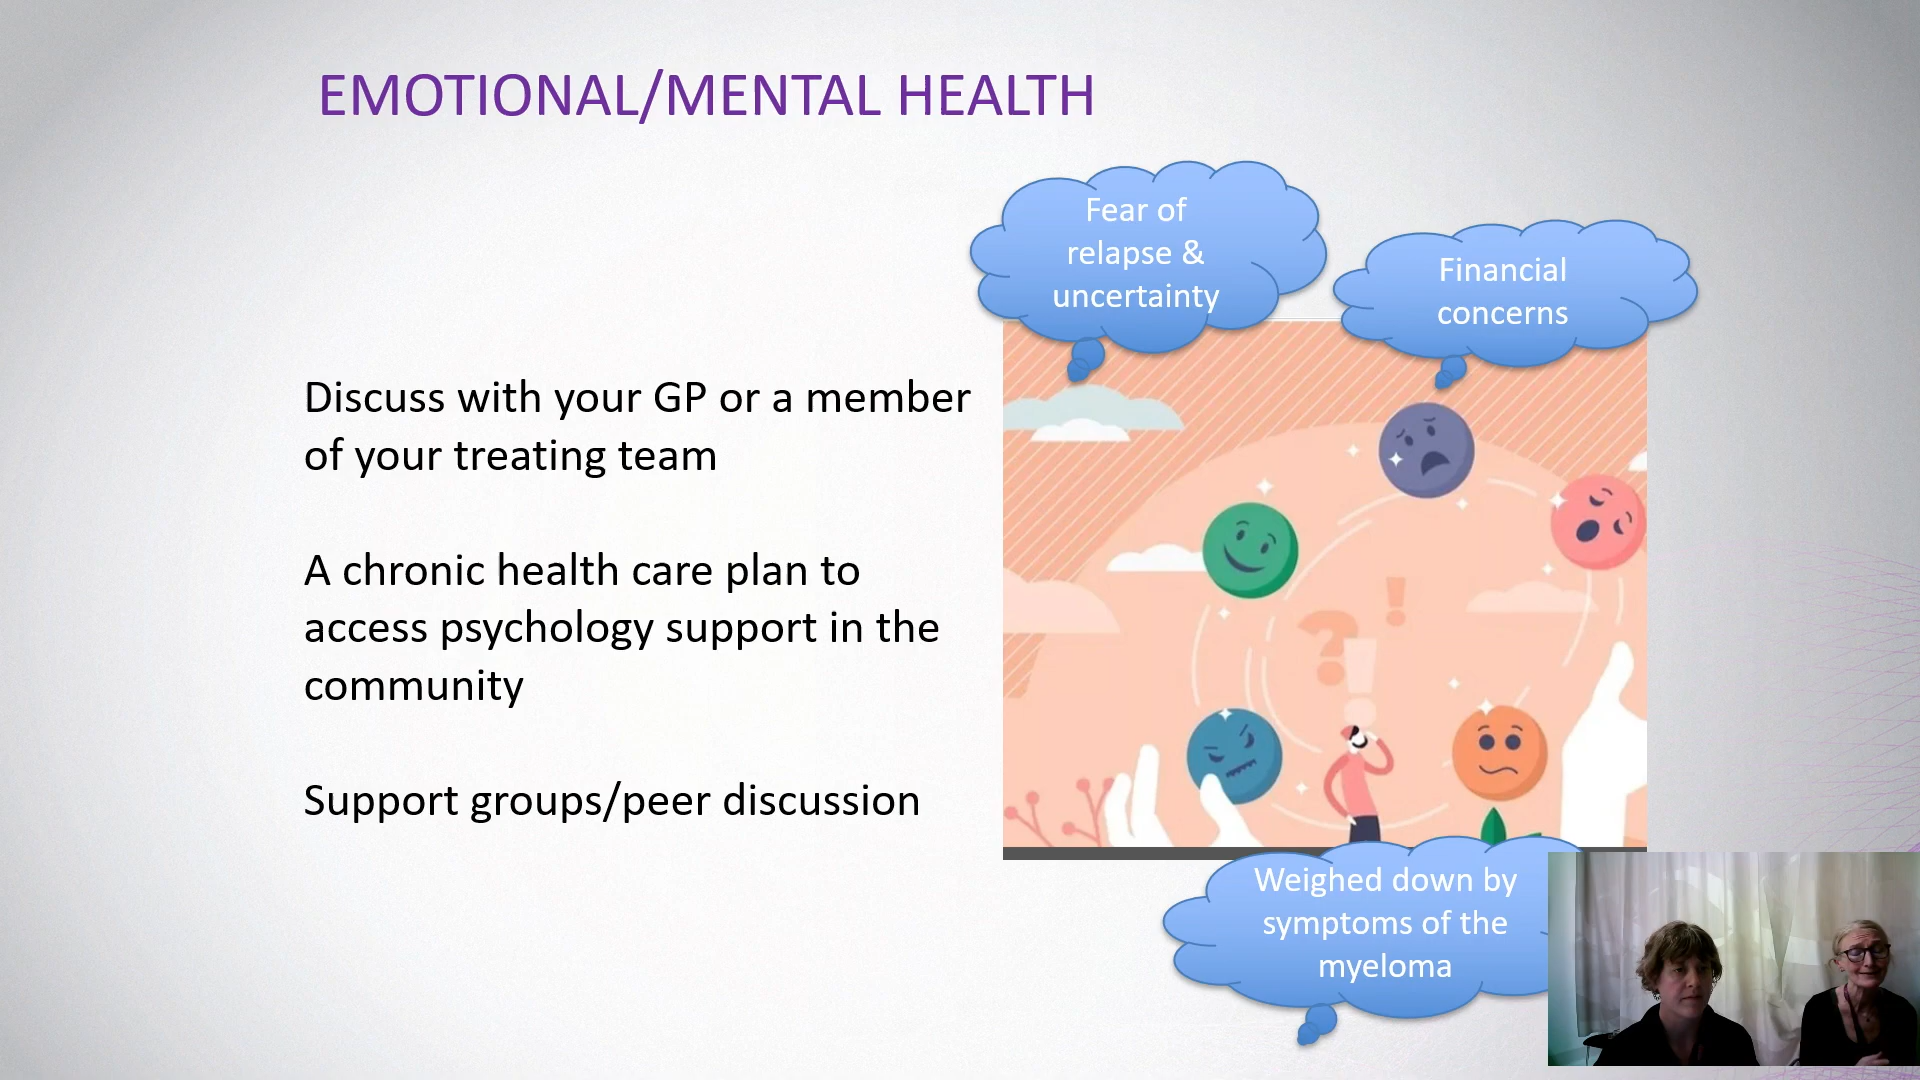 EMOTIONAL/MENTAL HEALTH
Fear of
relapse &
uncertainty
Financial
concerns
Discuss with your GP or a member
of your treating team
A chronic health care plan to
access psychology support in the
community
Support groups/peer discussion
Weighed down by
symptoms of the
myeloma